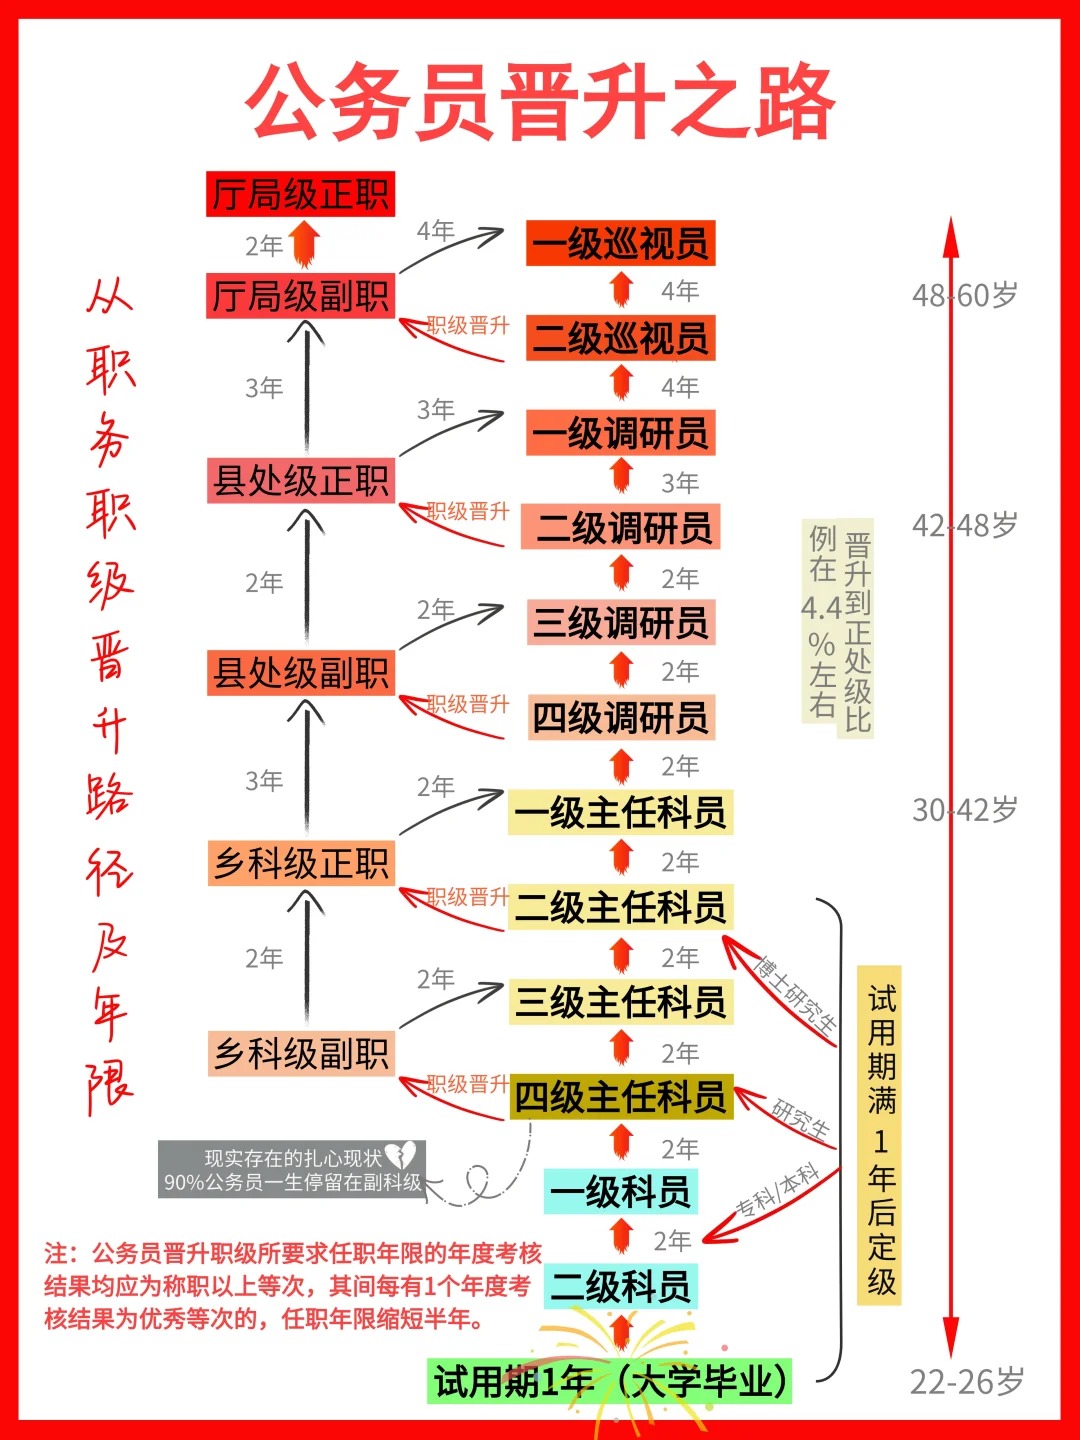 公务员晋升之路
从职务职级晋升路径及年限
厅局级正职
2年
厅局级副职
3年
县处级正职
2年
县处级副职
3年
乡科级正职
2年
乡科级副职
4年
职级晋升
3年
职级晋升
2年
职级晋升
2年
职级晋升
2年
职级晋升
一级巡视员
4年
二级巡视员
4年
一级调研员
3年
二级调研员
2年
三级调研员
2年
四级调研员
2年
一级主任科员
2年
二级主任科员
2年
三级主任科员
2年
四级主任科员
2年
一级科员
2年
二级科员
试用期1年（大学毕业）
博士研究生
研究生
专科/本科
试用期满1年后定级
晋升到正处级比
例在4.4%左右
48-60岁
42-48岁
30-42岁
22-26岁
现实存在的扎心现状
90%公务员一生停留在副科级
注：公务员晋升职级所要求任职年限的年度考核
结果均应为称职以上等次，其间每有1个年度考
核结果为优秀等次的，任职年限缩短半年。